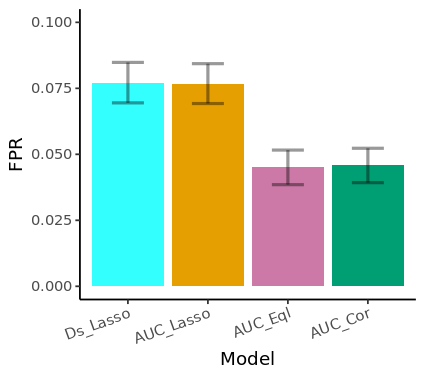 0.100
0.075
0.050
0.025
0.000
FPR
Ds_Lasso
AUC_Lasso
AUC_Eql
AUC_Cor
Model